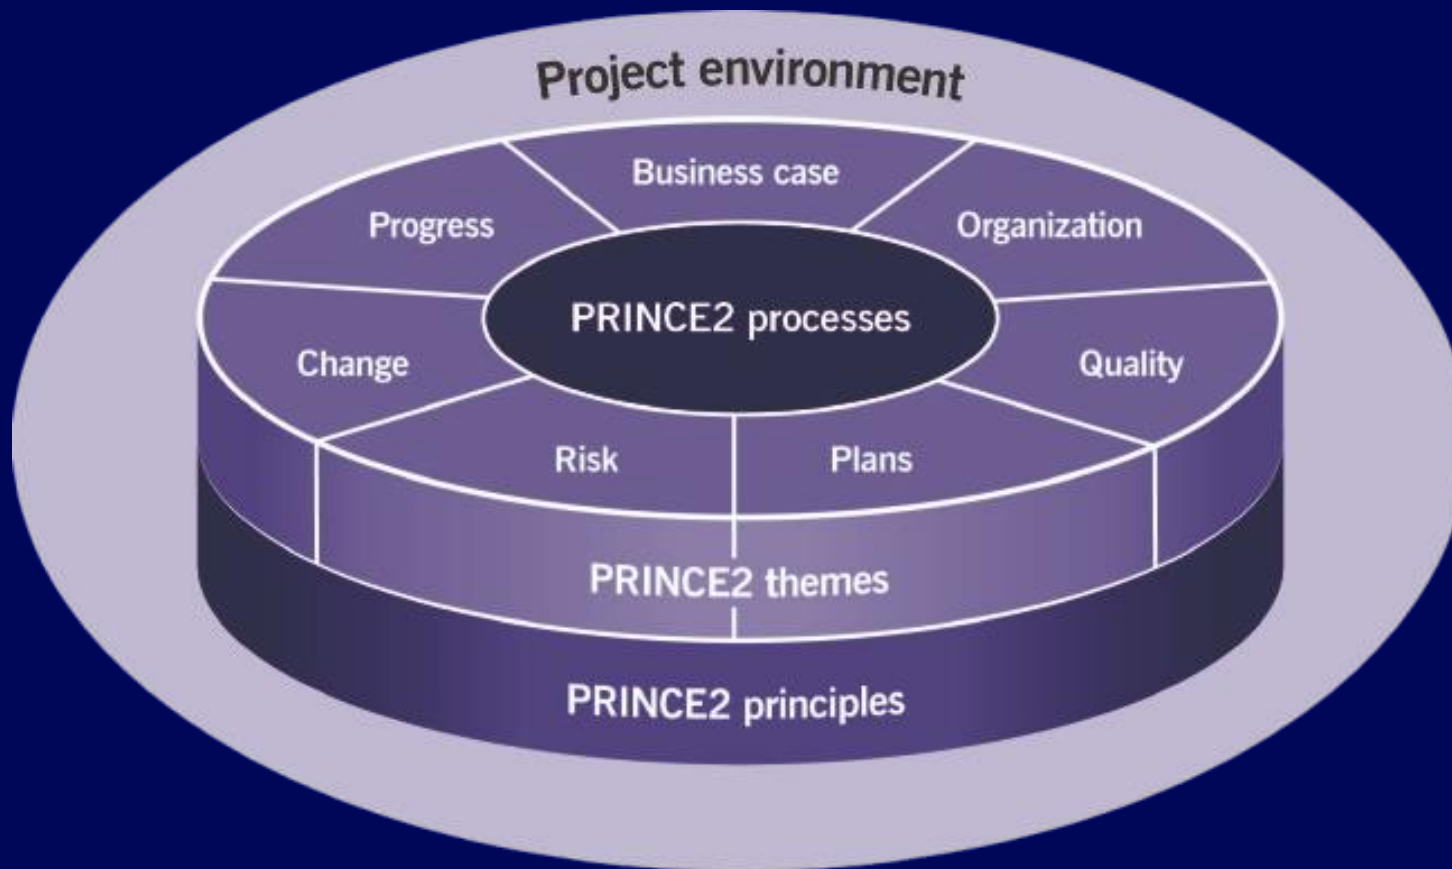 Project environment
Business case
Progress
Organization
PRINCE2 processes
Change
Quality
Risk
Plans
PRINCE2 themes
PRINCE2 principles